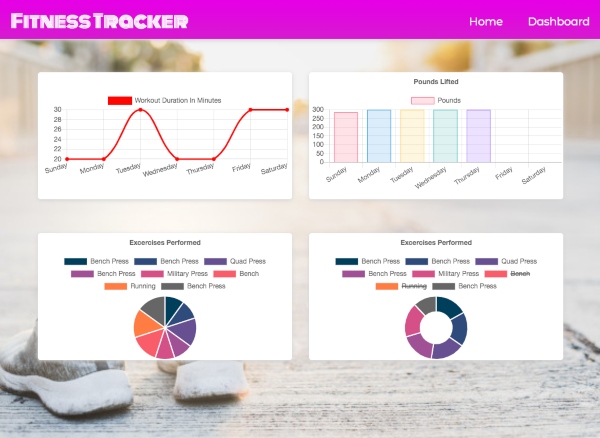 FITNESS TRACKER
Home Dashboard
Workout Duration In Minutes
30
28
26
24
22
20
Sunday Monday Tuesday Wednesday Thursday Friday Saturday
Pounds Lifted
Pounds
300
250
200
150
100
50
0
Sunday Monday Tuesday Wednesday Thursday Friday Saturday
Excercises Performed
Bench Press Bench Press Quad Press
Bench Press Military Press Bench
Running Bench Press
Excercises Performed
Bench Press Bench Press Quad Press
Bench Press Military Press Bench
Running Bench Press